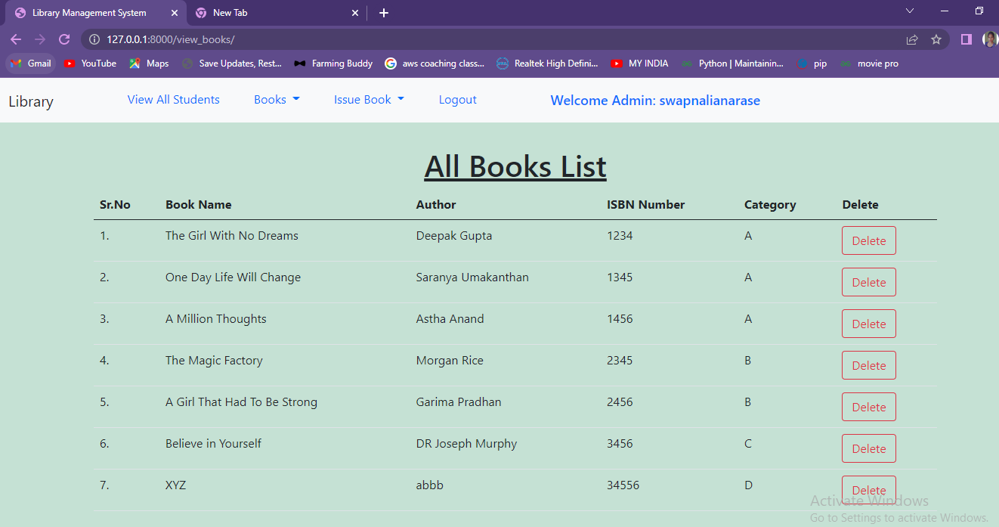 Library Management System New Tab
127.0.0.1:8000/view_books/
Gmail YouTube Maps Save Updates, Rest... Farming Buddy aws coaching class... Realtek High Defini... MY INDIA Python | Maintainin... pip movie pro
Library View All Students Books Issue Book Logout Welcome Admin: swapnalianarase
All Books List
Sr.No Book Name Author ISBN Number Category Delete
1. The Girl With No Dreams Deepak Gupta 1234 A Delete
2. One Day Life Will Change Saranya Umakanthan 1345 A Delete
3. A Million Thoughts Astha Anand 1456 A Delete
4. The Magic Factory Morgan Rice 2345 B Delete
5. A Girl That Had To Be Strong Garima Pradhan 2456 B Delete
6. Believe in Yourself DR Joseph Murphy 3456 C Delete
7. XYZ abbb 34556 D Delete
Activate Windows
Go to Settings to activate Windows.